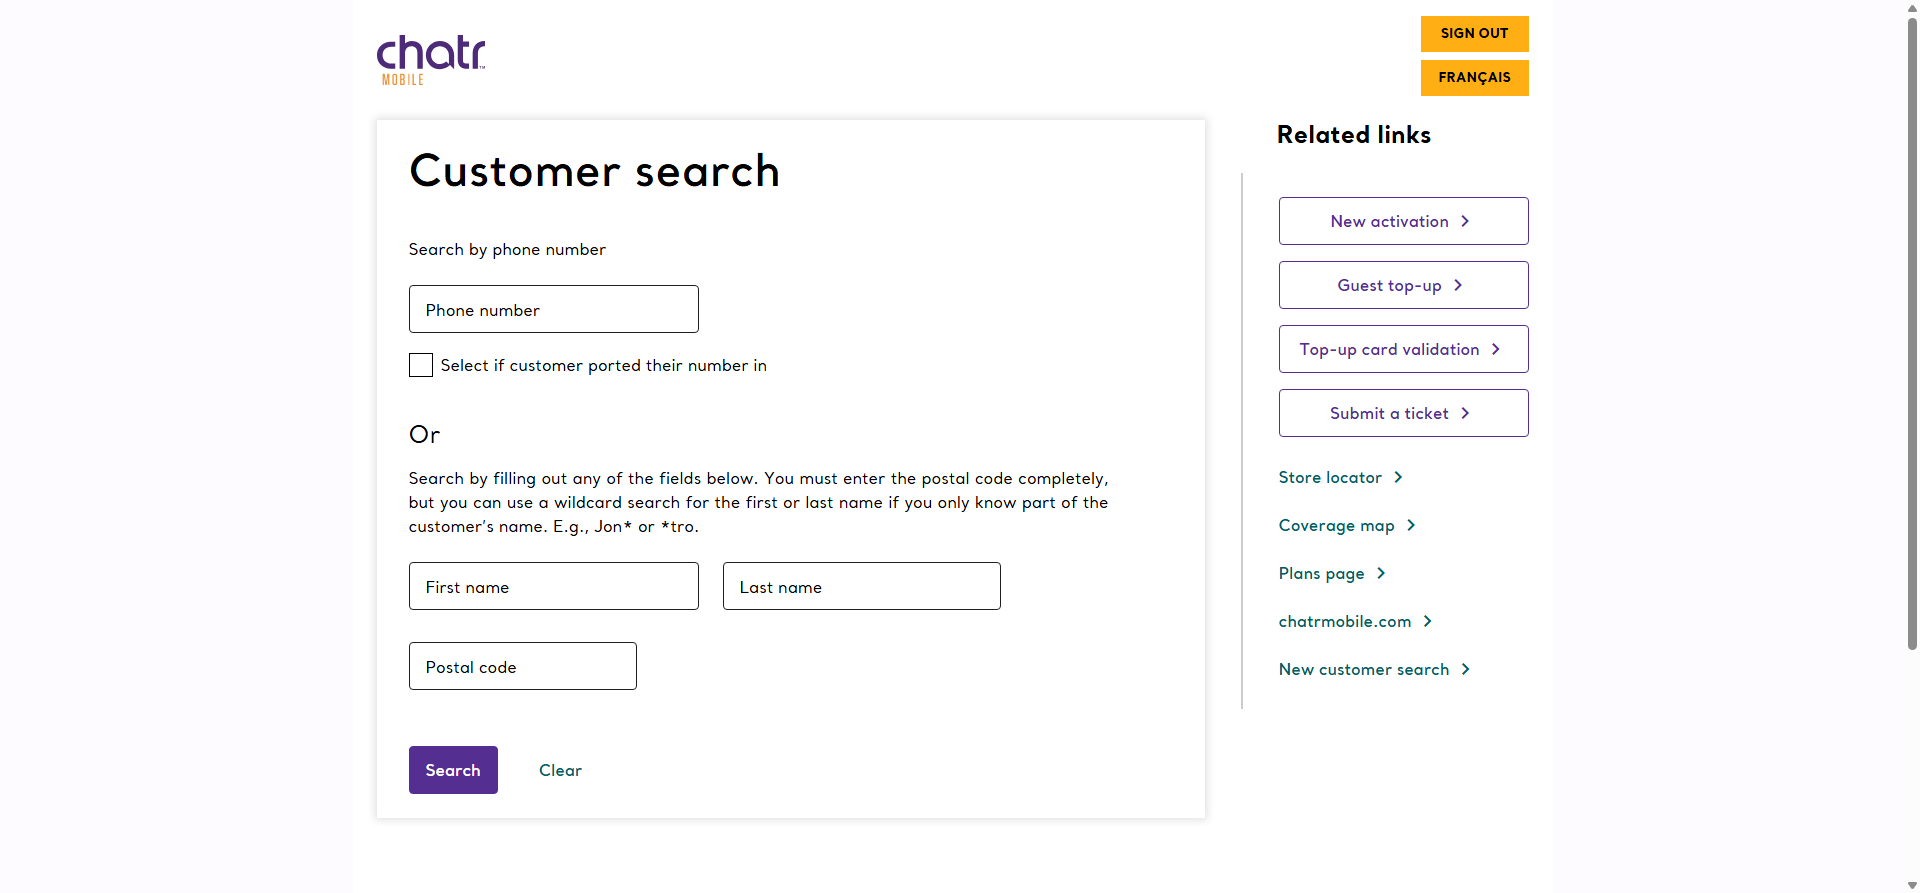 chatr
MOBILE
SIGN OUT
FRANÇAIS
Customer search
Search by phone number
Phone number
Select if customer ported their number in
Or
Search by filling out any of the fields below. You must enter the postal code completely,
but you can use a wildcard search for the first or last name if you only know part of the
customer's name. E.g., Jon* or *tro.
First name
Last name
Postal code
Search
Clear
Related links
New activation
Guest top-up
Top-up card validation
Submit a ticket
Store locator
Coverage map
Plans page
chatrmobile.com
New customer search